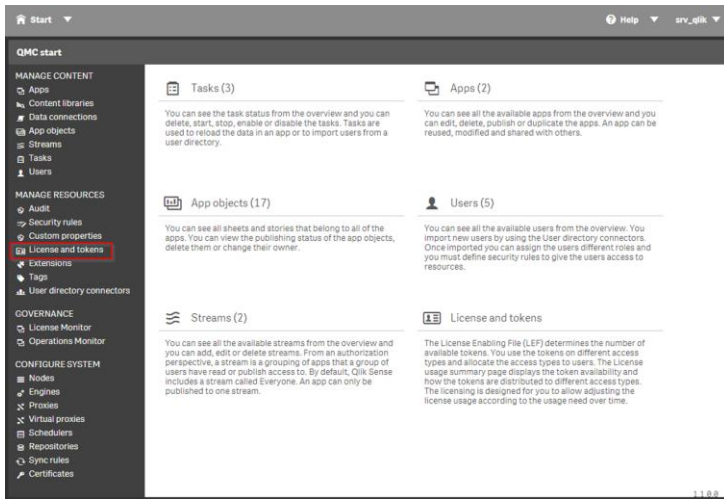 Start
Help
srv_qlik
QMC start
MANAGE CONTENT
Apps
Content libraries
Data connections
App objects
Streams
Tasks
Users
MANAGE RESOURCES
Audit
Security rules
Custom properties
License and tokens
Extensions
Tags
User directory connectors
GOVERNANCE
License Monitor
Operations Monitor
CONFIGURE SYSTEM
Nodes
Engines
Proxies
Virtual proxies
Schedulers
Repositories
Sync rules
Certificates
Tasks (3)
You can see the task status from the overview and you can
delete, start, stop, enable or disable the tasks. Tasks are
used to reload the data in an app or to import users from a
user directory.
Apps (2)
You can see all the available apps from the overview and you
can edit, delete, publish or duplicate the apps. An app can be
reused, modified and shared with others.
App objects (17)
You can see all sheets and stories that belong to all of the
apps. You can view the publishing status of the app objects,
delete them or change their owner.
Users (5)
You can see all the available users from the overview. You
import new users by using the User directory connectors.
Once imported you can assign the users different roles and
you must define security rules to give the users access to
resources.
Streams (2)
You can see all the available streams from the overview and
you can add, edit or delete streams. From an authorization
perspective, a stream is a grouping of apps that a group of
users have read or publish access to. By default, Qlik Sense
includes a stream called Everyone. An app can only be
published to one stream.
License and tokens
The License Enabling File (LEF) determines the number of
available tokens. You use the tokens on different access
types and allocate the access types to users. The License
usage summary page displays the token availability and
how the tokens are distributed to different access types.
The licensing is designed for you to allow adjusting the
license usage according to the usage need over time.
1.1.0.0